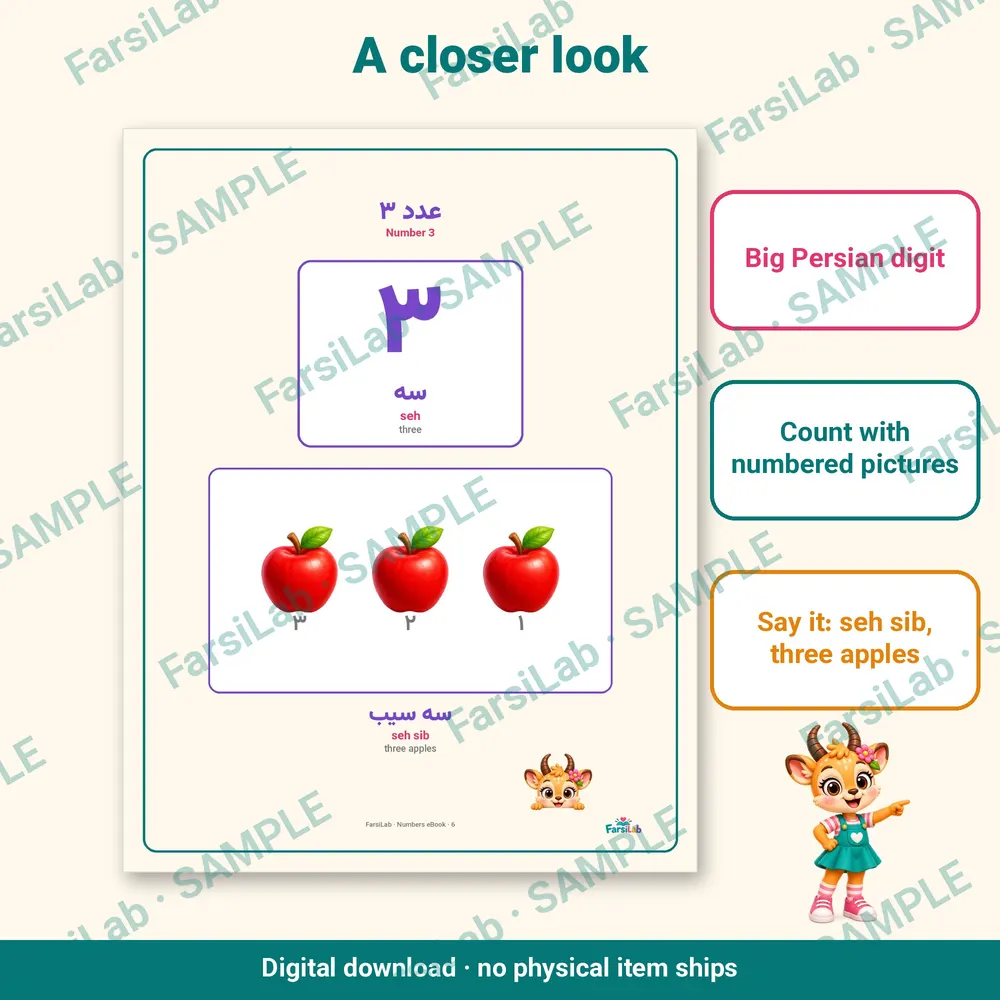 A closer look
عدد ۳
Number 3
۳
سه
seh
three
۳ ۲ ۱
سه سیب
seh sib
three apples
FarsiLab · Numbers eBook · 6
FarsiLab
Big Persian digit
Count with
numbered pictures
Say it: seh sib,
three apples
Digital download · no physical item ships
FarsiLab · SAMPLE